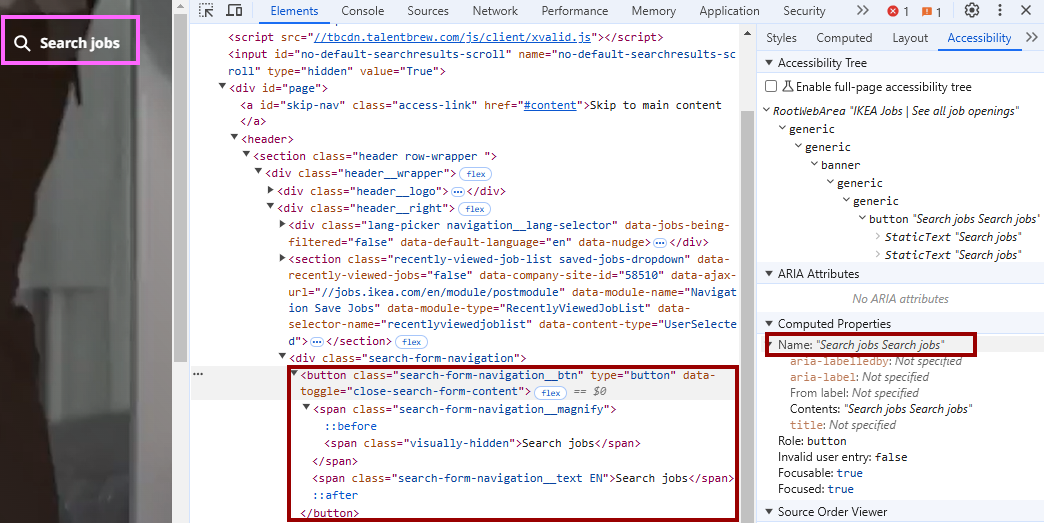 Search jobs
Elements Console Sources Network Performance Memory Application Security 1 1
<script src="//tbcdn.talentbrew.com/js/client/xvalid.js"></script>
<input id="no-default-searchresults-scroll" name="no-default-searchresults-sc
roll" type="hidden" value="True">
<div id="page">
<a id="skip-nav" class="access-link" href="#content">Skip to main content
</a>
<header>
<section class="header row-wrapper ">
<div class="header__wrapper"> flex
<div class="header__logo"> … </div>
<div class="header__right"> flex
<div class="lang-picker navigation__lang-selector" data-jobs-being-
filtered="false" data-default-language="en" data-nudge> … </div>
<section class="recently-viewed-job-list saved-jobs-dropdown" data-
recently-viewed-jobs="false" data-company-site-id="58510" data-ajax-
url="//jobs.ikea.com/en/module/postmodule" data-module-name="Navigat
ion Save Jobs" data-module-type="RecentlyViewedJobList" data-
selector-name="recentlyviewedjoblist" data-content-type="UserSelecte
d"> … </section> flex
<div class="search-form-navigation">
… <button class="search-form-navigation__btn" type="button" data-
toggle="close-search-form-content"> flex == $0
<span class="search-form-navigation__magnify">
::before
<span class="visually-hidden">Search jobs</span>
</span>
<span class="search-form-navigation__text EN">Search jobs</span>
::after
</button>
Styles Computed Layout Accessibility
Accessibility Tree
Enable full-page accessibility tree
RootWebArea "IKEA Jobs | See all job openings"
generic
generic
banner
generic
generic
button "Search jobs Search jobs"
StaticText "Search jobs"
StaticText "Search jobs"
ARIA Attributes
No ARIA attributes
Computed Properties
Name: "Search jobs Search jobs"
aria-labelledby: Not specified
aria-label: Not specified
From label: Not specified
Contents: "Search jobs Search jobs"
title: Not specified
Role: button
Invalid user entry: false
Focusable: true
Focused: true
Source Order Viewer